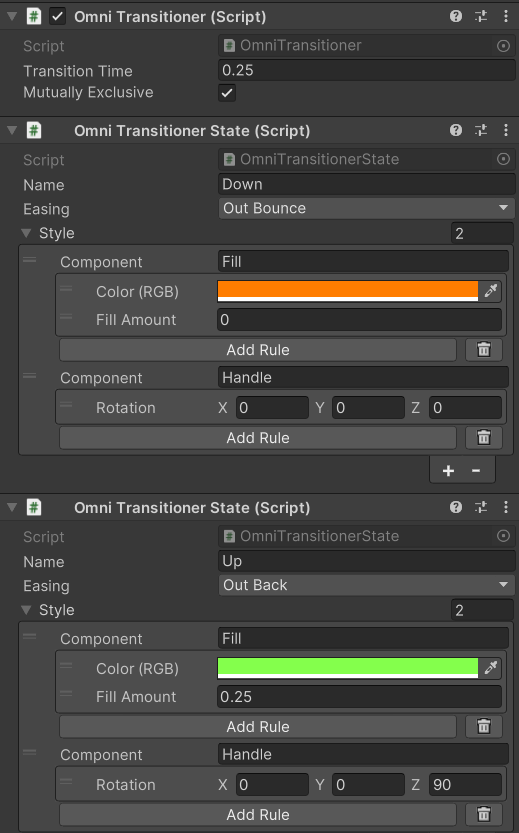 Omni Transitioner (Script)
Script OmniTransitioner
Transition Time 0.25
Mutually Exclusive
Omni Transitioner State (Script)
Script OmniTransitionerState
Name Down
Easing Out Bounce
Style 2
Component Fill
Color (RGB)
Fill Amount 0
Add Rule
Component Handle
Rotation X 0 Y 0 Z 0
Add Rule
+ -
Omni Transitioner State (Script)
Script OmniTransitionerState
Name Up
Easing Out Back
Style 2
Component Fill
Color (RGB)
Fill Amount 0.25
Add Rule
Component Handle
Rotation X 0 Y 0 Z 90
Add Rule